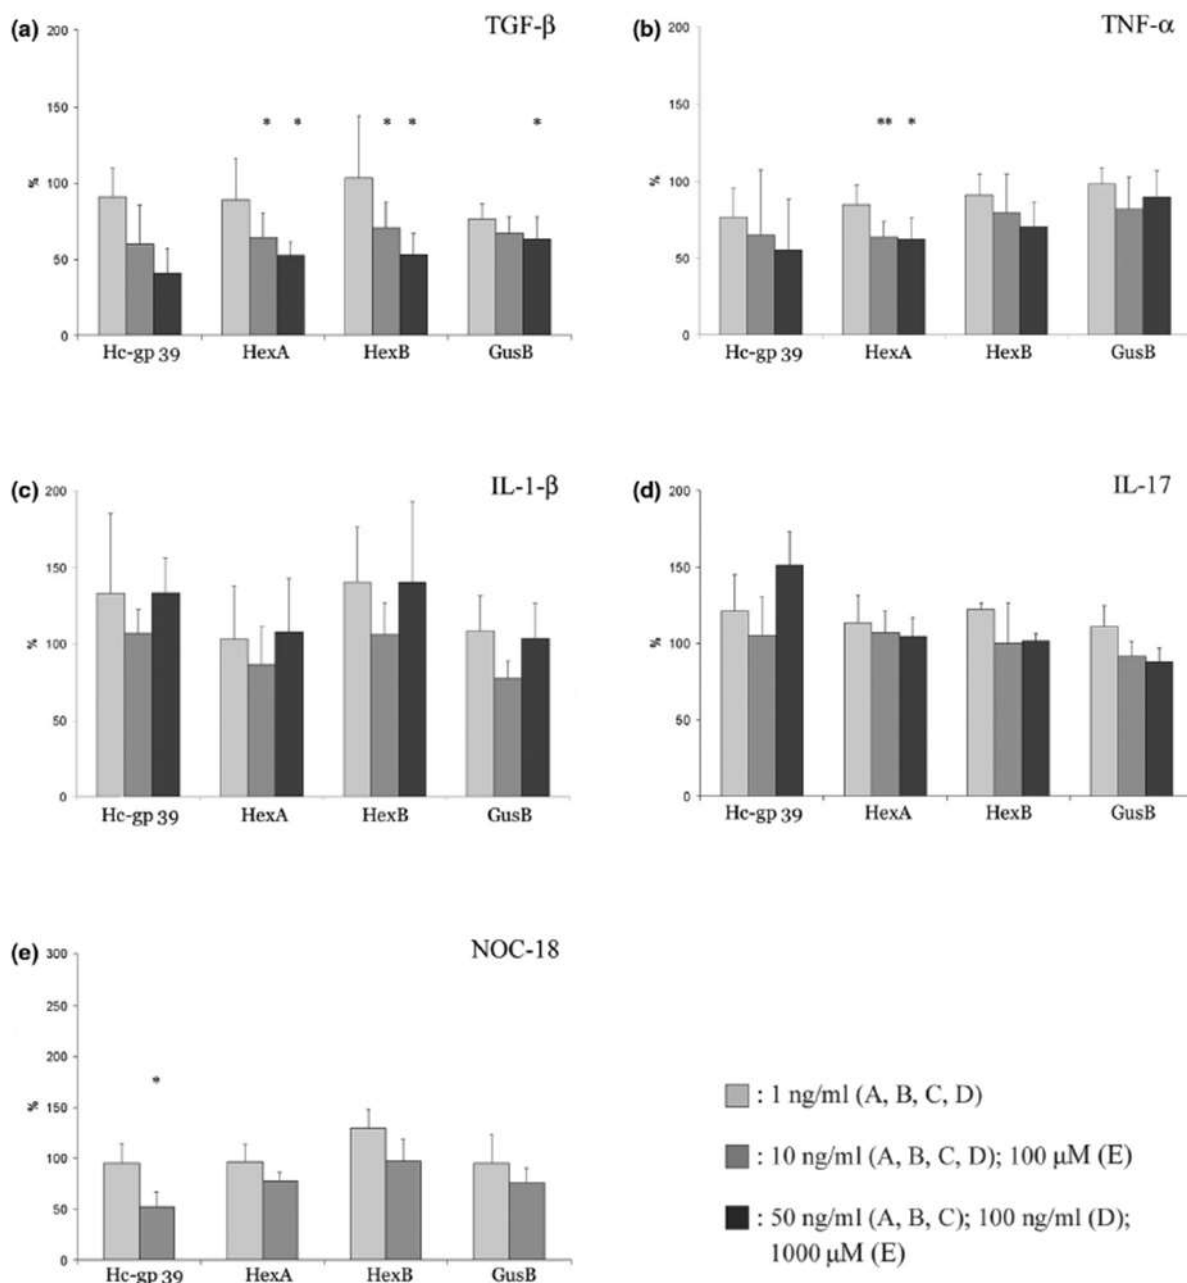 (a)
TGF-β
200
150
100
50
0
%
* * * * *
Hc-gp 39 HexA HexB GusB
(b)
TNF-α
200
150
100
50
0
%
** *
Hc-gp 39 HexA HexB GusB
(c)
IL-1-β
200
150
100
50
0
%
Hc-gp 39 HexA HexB GusB
(d)
IL-17
200
150
100
50
0
%
Hc-gp 39 HexA HexB GusB
(e)
NOC-18
300
250
200
150
100
50
0
%
*
Hc-gp 39 HexA HexB GusB
: 1 ng/ml (A, B, C, D)
: 10 ng/ml (A, B, C, D); 100 µM (E)
: 50 ng/ml (A, B, C); 100 ng/ml (D);
1000 µM (E)